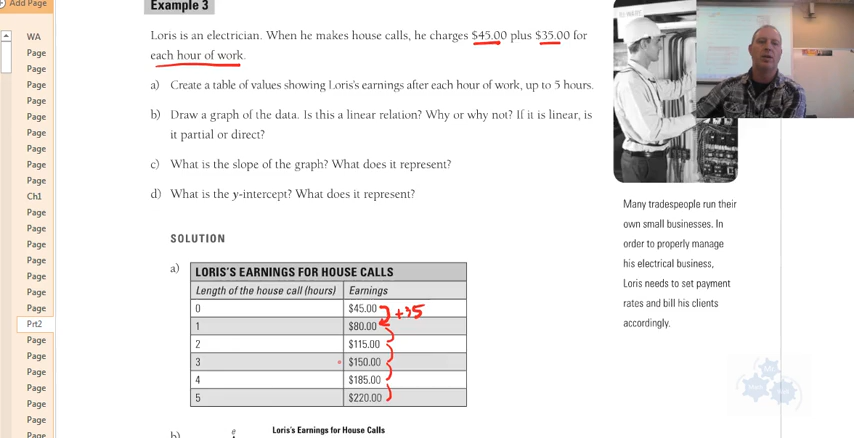 Add Page
Example 3
WA
Page
Page
Page
Page
Page
Page
Page
Page
Page
Ch1
Page
Page
Page
Page
Page
Page
Page
Prt2
Page
Page
Page
Page
Page
Page
Loris is an electrician. When he makes house calls, he charges $45.00 plus $35.00 for
each hour of work.
a) Create a table of values showing Loris's earnings after each hour of work, up to 5 hours.
b) Draw a graph of the data. Is this a linear relation? Why or why not? If it is linear, is
it partial or direct?
c) What is the slope of the graph? What does it represent?
d) What is the y-intercept? What does it represent?
SOLUTION
a) LORIS'S EARNINGS FOR HOUSE CALLS
Length of the house call (hours) Earnings
0 $45.00
+35
1 $80.00
2 $115.00
3 $150.00
4 $185.00
5 $220.00
b) Loris's Earnings for House Calls
Many tradespeople run their
own small businesses. In
order to properly manage
his electrical business,
Loris needs to set payment
rates and bill his clients
accordingly.